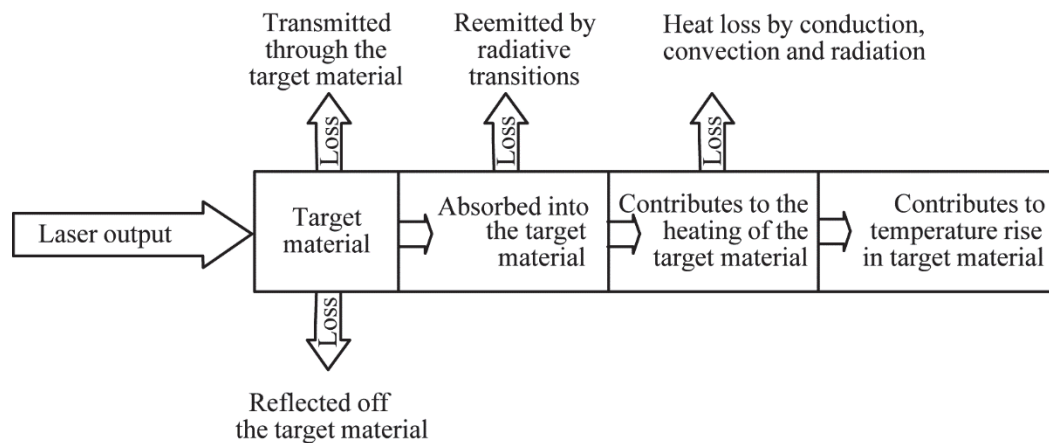 Transmitted
through the
target material
Reemitted by
radiative
transitions
Heat loss by conduction,
convection and radiation
Loss
Loss
Loss
Laser output
Target
material
Absorbed into
the target
material
Contributes to the
heating of the
target material
Contributes to
temperature rise
in target material
Loss
Reflected off
the target material